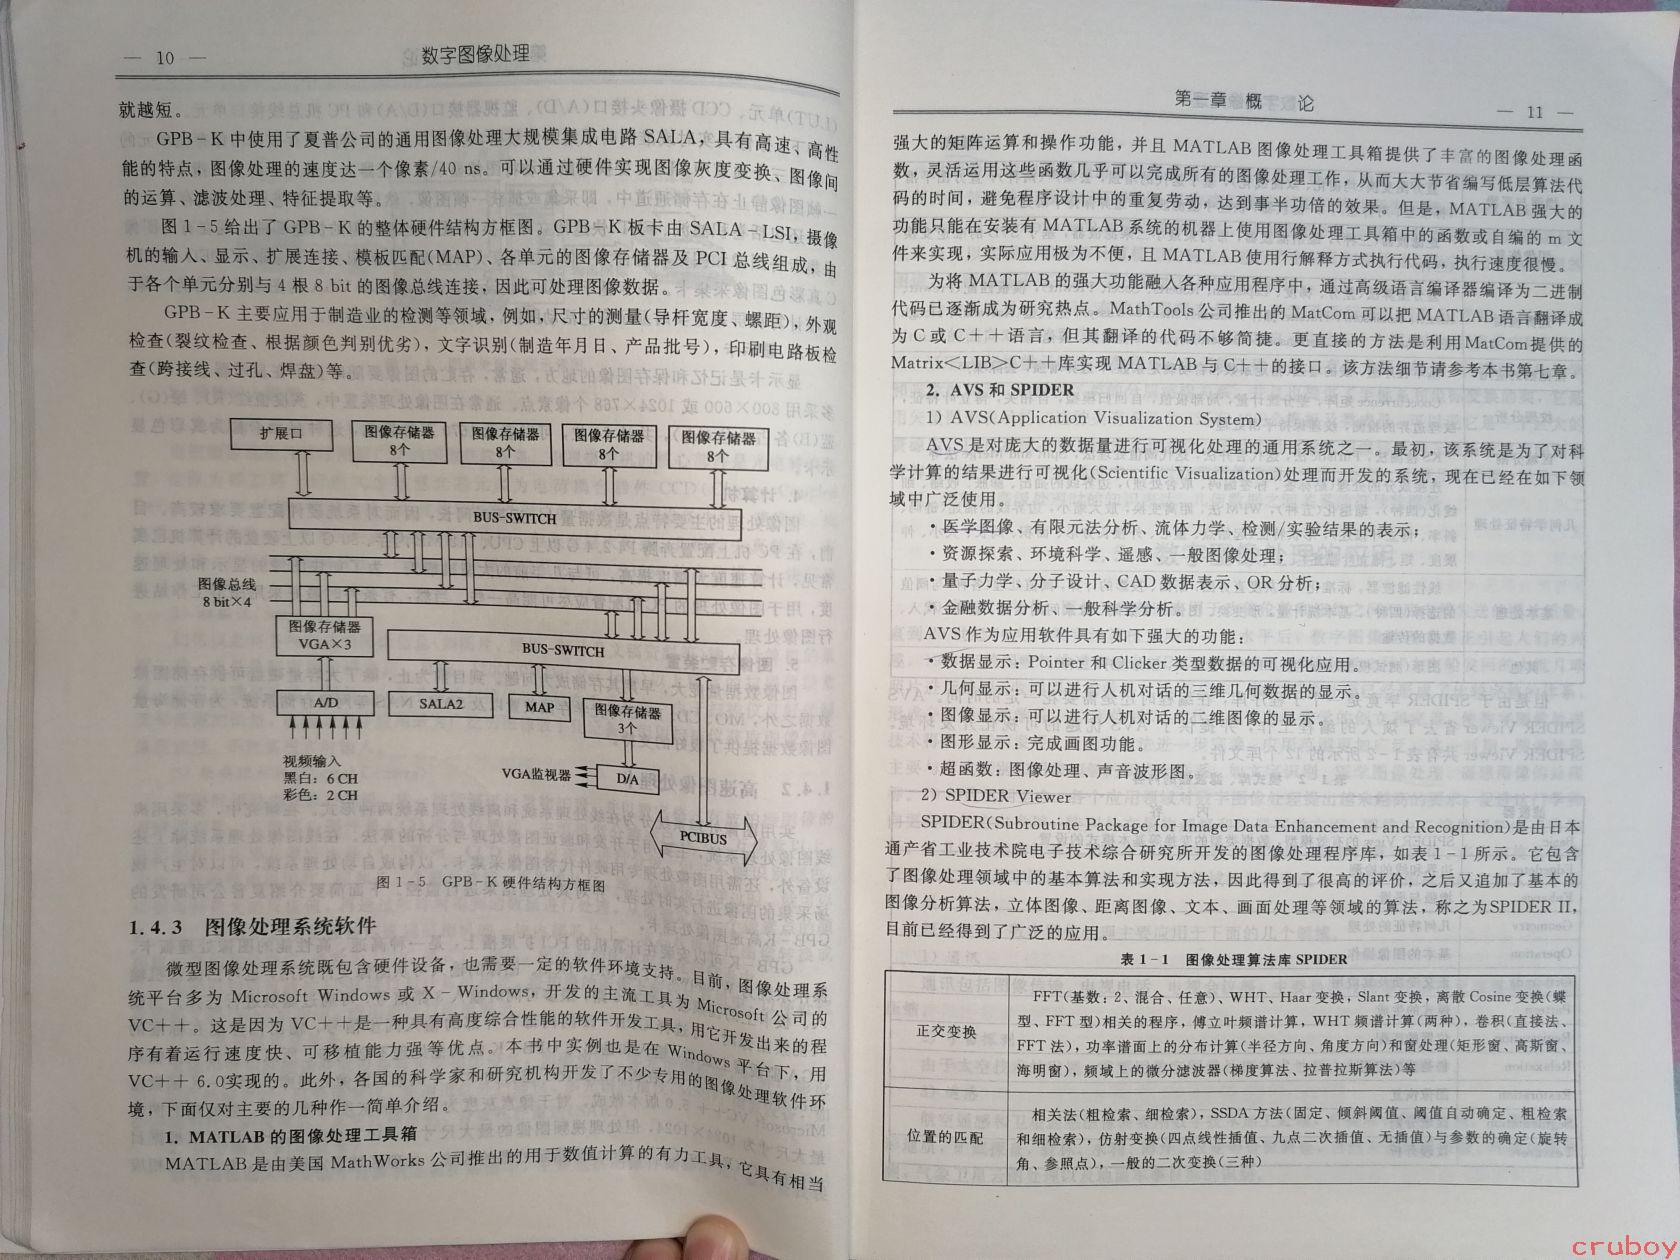 — 10 —
数字图像处理
就越短。
GPB-K 中使用了夏普公司的通用图像处理大规模集成电路 SALA，具有高速、高性
能的特点，图像处理的速度达一个像素/40 ns。可以通过硬件实现图像灰度变换、图像间
的运算、滤波处理、特征提取等。
图 1-5 给出了 GPB-K 的整体硬件结构方框图。GPB-K 板卡由 SALA-LSI，摄像
机的输入、显示、扩展连接、模板匹配(MAP)、各单元的图像存储器及 PCI 总线组成，由
于各个单元分别与 4 根 8 bit 的图像总线连接，因此可处理图像数据。
GPB-K 主要应用于制造业的检测等领域，例如，尺寸的测量(导杆宽度、螺距)，外观
检查(裂纹检查、根据颜色判别优劣)，文字识别(制造年月日、产品批号)，印刷电路板检
查(跨接线、过孔、焊盘)等。
扩展口
图像存储器
8个
图像存储器
8个
图像存储器
8个
图像存储器
8个
BUS-SWITCH
图像总线
8 bit×4
图像存储器
VGA×3
BUS-SWITCH
A/D
SALA2
MAP
图像存储器
3个
视频输入
黑白：6 CH
彩色：2 CH
VGA监视器
D/A
PCIBUS
图 1-5 GPB-K 硬件结构方框图
1.4.3 图像处理系统软件
微型图像处理系统既包含硬件设备，也需要一定的软件环境支持。目前，图像处理系
统平台多为 Microsoft Windows 或 X-Windows，开发的主流工具为 Microsoft 公司的
VC++。这是因为 VC++是一种具有高度综合性能的软件开发工具，用它开发出来的程
序有着运行速度快、可移植能力强等优点。本书中实例也是在 Windows 平台下，用
VC++ 6.0实现的。此外，各国的科学家和研究机构开发了不少专用的图像处理软件环
境，下面仅对主要的几种作一简单介绍。
1. MATLAB 的图像处理工具箱
MATLAB 是由美国 MathWorks 公司推出的用于数值计算的有力工具，它具有相当
第一章 概 论
— 11 —
强大的矩阵运算和操作功能，并且 MATLAB 图像处理工具箱提供了丰富的图像处理函
数，灵活运用这些函数几乎可以完成所有的图像处理工作，从而大大节省编写低层算法代
码的时间，避免程序设计中的重复劳动，达到事半功倍的效果。但是，MATLAB 强大的
功能只能在安装有 MATLAB 系统的机器上使用图像处理工具箱中的函数或自编的 m 文
件来实现，实际应用极为不便，且 MATLAB 使用行解释方式执行代码，执行速度很慢。
为将 MATLAB 的强大功能融入各种应用程序中，通过高级语言编译器编译为二进制
代码已逐渐成为研究热点。MathTools 公司推出的 MatCom 可以把 MATLAB 语言翻译成
为 C 或 C++语言，但其翻译的代码不够简捷。更直接的方法是利用 MatCom 提供的
Matrix<LIB>C++库实现 MATLAB 与 C++的接口。该方法细节请参考本书第七章。
2. AVS 和 SPIDER
1) AVS(Application Visualization System)
AVS 是对庞大的数据量进行可视化处理的通用系统之一。最初，该系统是为了对科
学计算的结果进行可视化(Scientific Visualization)处理而开发的系统，现在已经在如下领
域中广泛使用。
·医学图像、有限元法分析、流体力学、检测/实验结果的表示；
·资源探索、环境科学、遥感、一般图像处理；
·量子力学、分子设计、CAD 数据表示、OR 分析；
·金融数据分析、一般科学分析。
AVS 作为应用软件具有如下强大的功能：
·数据显示：Pointer 和 Clicker 类型数据的可视化应用。
·几何显示：可以进行人机对话的三维几何数据的显示。
·图像显示：可以进行人机对话的二维图像的显示。
·图形显示：完成画图功能。
·超函数：图像处理、声音波形图。
2) SPIDER Viewer
SPIDER(Subroutine Package for Image Data Enhancement and Recognition)是由日本
通产省工业技术院电子技术综合研究所开发的图像处理程序库，如表 1-1 所示。它包含
了图像处理领域中的基本算法和实现方法，因此得到了很高的评价，之后又追加了基本的
图像分析算法，立体图像、距离图像、文本、画面处理等领域的算法，称之为SPIDER II，
目前已经得到了广泛的应用。
表 1-1 图像处理算法库 SPIDER
正交变换
FFT(基数：2、混合、任意)、WHT、Haar 变换，Slant 变换，离散 Cosine 变换(蝶
型、FFT 型)相关的程序，傅立叶频谱计算，WHT 频谱计算(两种)，卷积(直接法、
FFT 法)，功率谱面上的分布计算(半径方向、角度方向)和窗处理(矩形窗、高斯窗、
海明窗)，频域上的微分滤波器(梯度算法、拉普拉斯算法)等
位置的匹配
相关法(粗检索、细检索)，SSDA 方法(固定、倾斜阈值、阈值自动确定、粗检索
和细检索)，仿射变换(四点线性插值、九点二次插值、无插值)与参数的确定(旋转
角、参照点)，一般的二次变换(三种)
cruboy